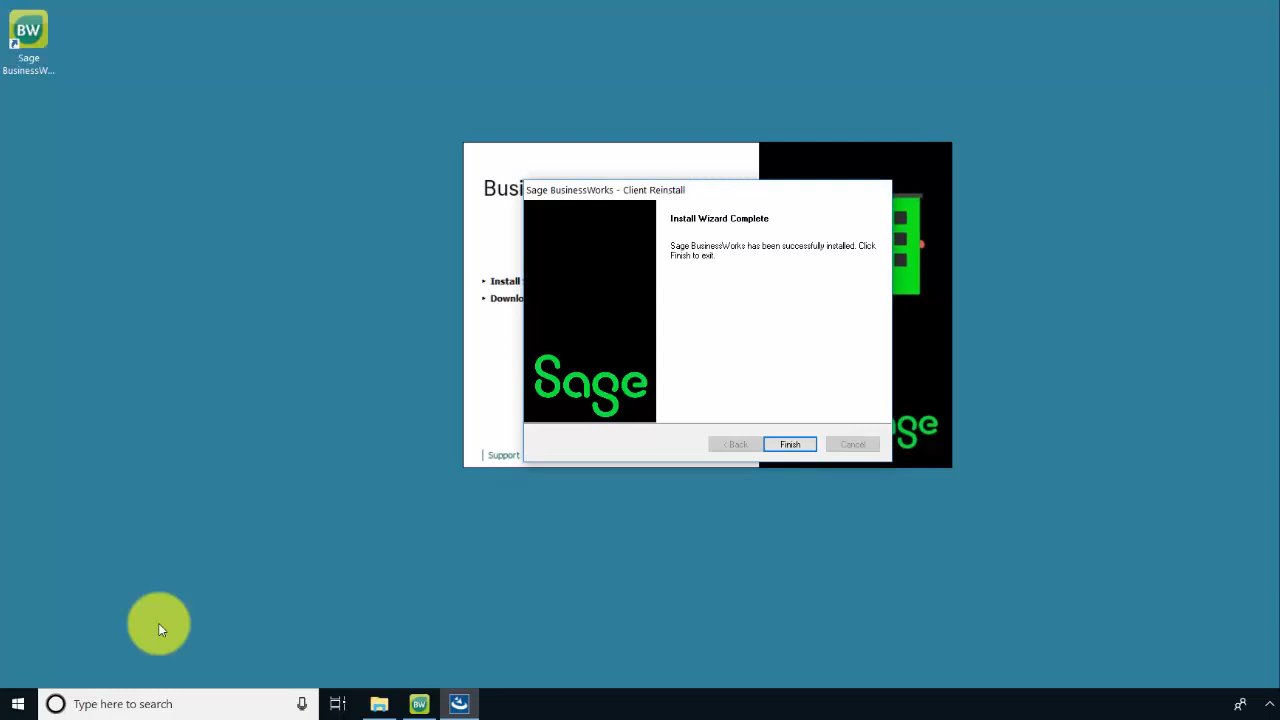 BW
Sage
BusinessW...
Busi
Sage BusinessWorks - Client Reinstall
Install Wizard Complete
Sage BusinessWorks has been successfully installed. Click
Finish to exit.
Install
Downlo
Sage
ge
< Back
Finish
Cancel
Support
Type here to search
BW